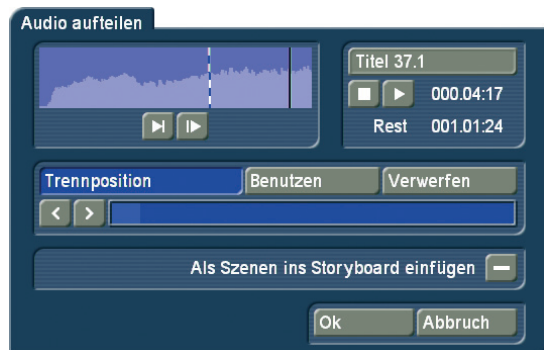 Audio aufteilen
Titel 37.1
000.04:17
Rest 001.01:24
Trennposition Benutzen Verwerfen
Als Szenen ins Storyboard einfügen
Ok Abbruch